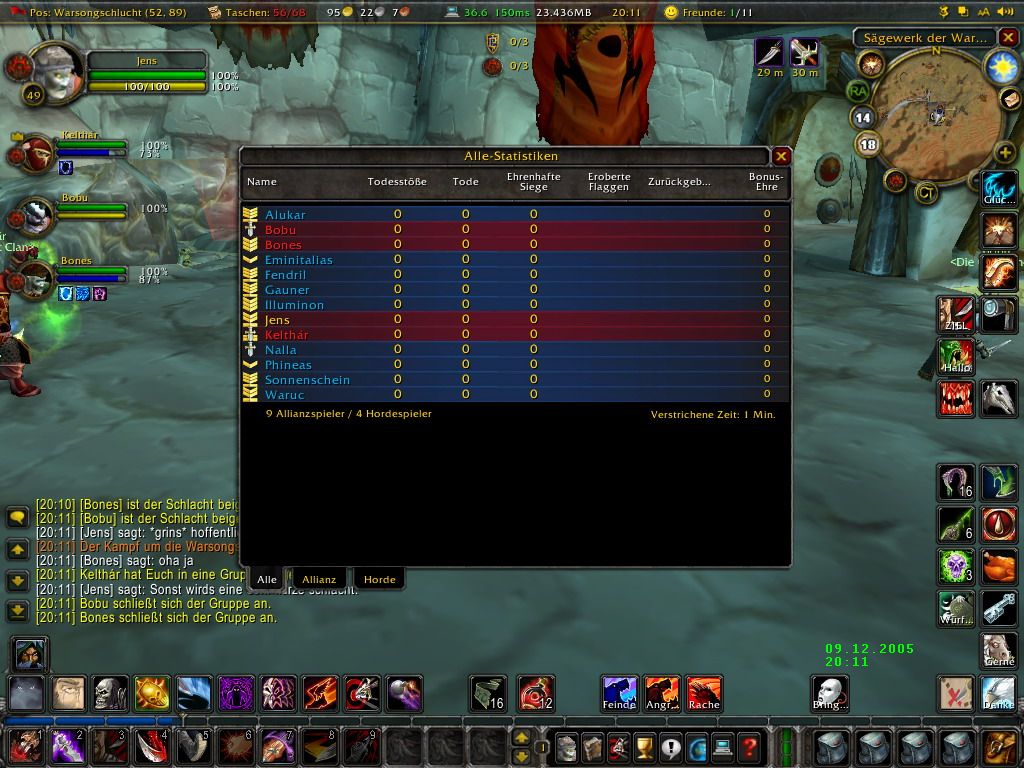 Pos: Warsongschlucht (52, 89) Taschen: 56/68 95 22 7 36.6 150ms 23,436MB 20:11 Freunde: 1/11
Jens
100%
100/100 100%
49
0/3
0/3
29 m 30 m
Sägewerk der War...
N
RA
14
18
CT
Kelthár
100%
73%
Bobu
100%
Bones
100%
87%
Clan
<Die
Alle-Statistiken
Name Todesstöße Tode Ehrenhafte Siege Eroberte Flaggen Zurückgeb... Bonus-Ehre
Alukar 0 0 0 0
Bobu 0 0 0 0
Bones 0 0 0 0
Eminitalias 0 0 0 0
Fendril 0 0 0 0
Gauner 0 0 0 0
Illuminon 0 0 0 0
Jens 0 0 0 0
Kelthár 0 0 0 0
Nalla 0 0 0 0
Phineas 0 0 0 0
Sonnenschein 0 0 0 0
Waruc 0 0 0 0
9 Allianzspieler / 4 Hordespieler Verstrichene Zeit: 1 Min.
Alle Allianz Horde
[20:10] [Bones] ist der Schlacht bei
[20:11] [Bobu] ist der Schlacht beig
[20:11] [Jens] sagt: *grins* hoffentli
[20:11] Der Kampf um die Warsong
[20:11] [Bones] sagt: oha ja
[20:11] Kelthár hat Euch in eine Grup
[20:11] [Jens] sagt: Sonst wirds eine
[20:11] Bobu schließt sich der Gruppe an.
[20:11] Bones schließt sich der Gruppe an.
Glüc...
ZIEL
Hallo
16
6
3
Würf...
Gerne
09.12.2005
20:11
16 12
Feinde Angr... Rache
Bring...
Danke
1 2 3 4 5 6 7 8 9
1